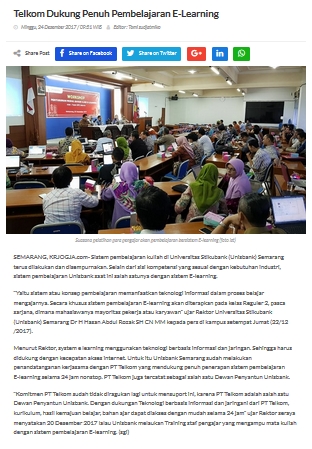 Telkom Dukung Penuh Pembelajaran E-Learning
Minggu, 24 Desember 2017 / 09.51 WIB Editor : Tomi sudjatmiko
Share Post
Share on Facebook
Share on Twitter
Suasana pelatihan para pengajar akan pembelajaran berbasistem E-learning (foto ist)
SEMARANG, KRJOGJA.com- Sistem pembelajaran kuliah di Universitas Stikubank (Unisbank) Semarang
terus dilakukan dan disempurnakan. Selain dari sisi kompetensi yang sesuai dengan kebutuhan industri,
sistem pembelajaran Unisbank saat ini salah satunya dengan sistem E-learning.
"Yaitu sistem atau konsep pembelajaran memanfaatkan teknologi informasi dalam proses belajar
mengajarnya. Secara khusus sistem pembelajaran E-learning akan diterapkan pada kelas Reguler 2, pasca
sarjana, dimana mahasiswanya mayoritas pekerja atau karyawan" ujar Rektor Universitas Stikubank
(Unisbank) Semarang Dr H Hasan Abdul Rozak SH CN MM kepada pers di kampus setempat Jumat (22/12
/2017).
Menurut Rektor, system e learning menggunakan teknologi berbasis informasi dan jaringan. Sehingga harus
didukung dengan kecepatan akses internet. Untuk itu Unisbank Semarang sudah melakukan
penandatanganan kerjasama dengan PT Telkom yang mendukung penuh penerapan sistem pembelajaran
E-learning selama 24 jam nonstop. PT Telkom juga tercatat sebagai salah satu Dewan Penyantun Unisbank.
"Komitmen PT Telkom sudah tidak diragukan lagi untuk mensuport ini, karena PT Telkom adalah salah satu
Dewan Penyantun Unisbank. Dengan dukungan Teknologi berbasis informasi dan jaringan dari PT Telkom,
kurikulum, hasil kemajuan belajar, bahan ajar dapat diakses dengan mudah selama 24 jam" ujar Rektor seraya
menyatakan 20 Desember 2017 lalu Unisbank melakukan Training staf pengajar yang mengampu mata kuliah
dengan sistem pembelajaran E-learning. (sgi)